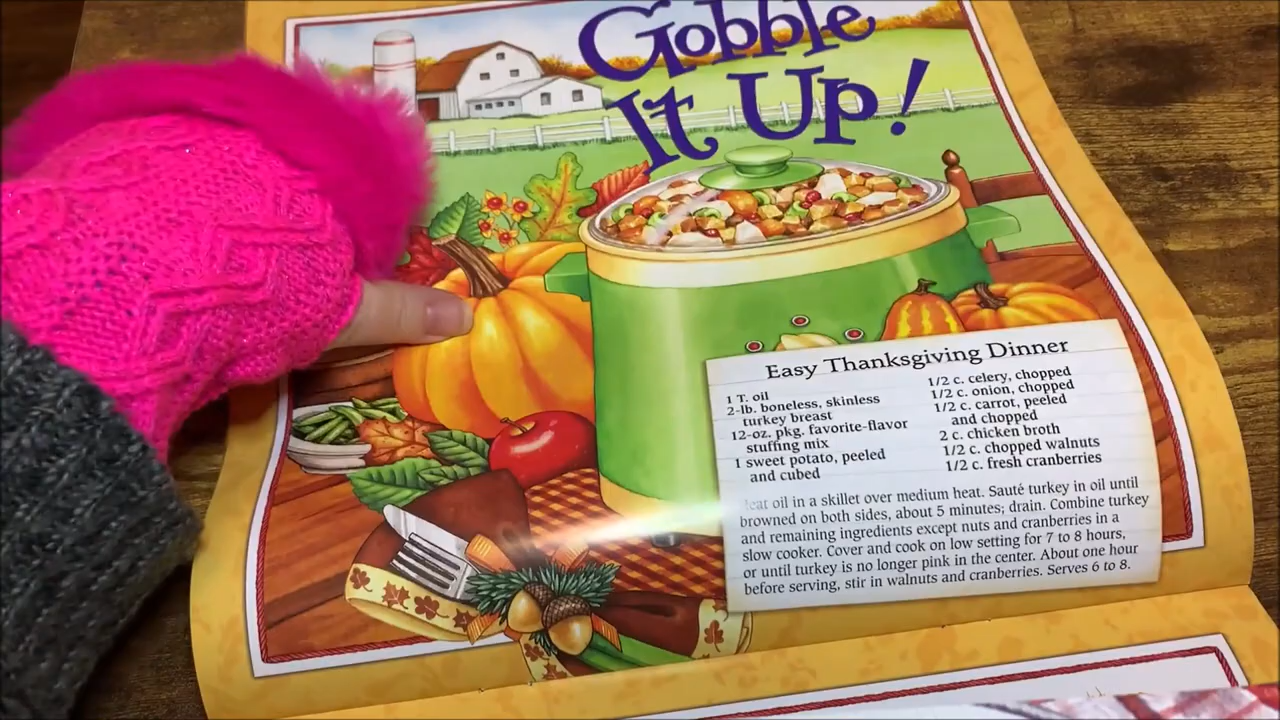 Gobble
It Up!
Easy Thanksgiving Dinner
1 T. oil
2-lb. boneless, skinless
turkey breast
12-oz. pkg. favorite-flavor
stuffing mix
1 sweet potato, peeled
and cubed
1/2 c. celery, chopped
1/2 c. onion, chopped
1/2 c. carrot, peeled
and chopped
2 c. chicken broth
1/2 c. chopped walnuts
1/2 c. fresh cranberries
Heat oil in a skillet over medium heat. Sauté turkey in oil until
browned on both sides, about 5 minutes; drain. Combine turkey
and remaining ingredients except nuts and cranberries in a
slow cooker. Cover and cook on low setting for 7 to 8 hours,
or until turkey is no longer pink in the center. About one hour
before serving, stir in walnuts and cranberries. Serves 6 to 8.